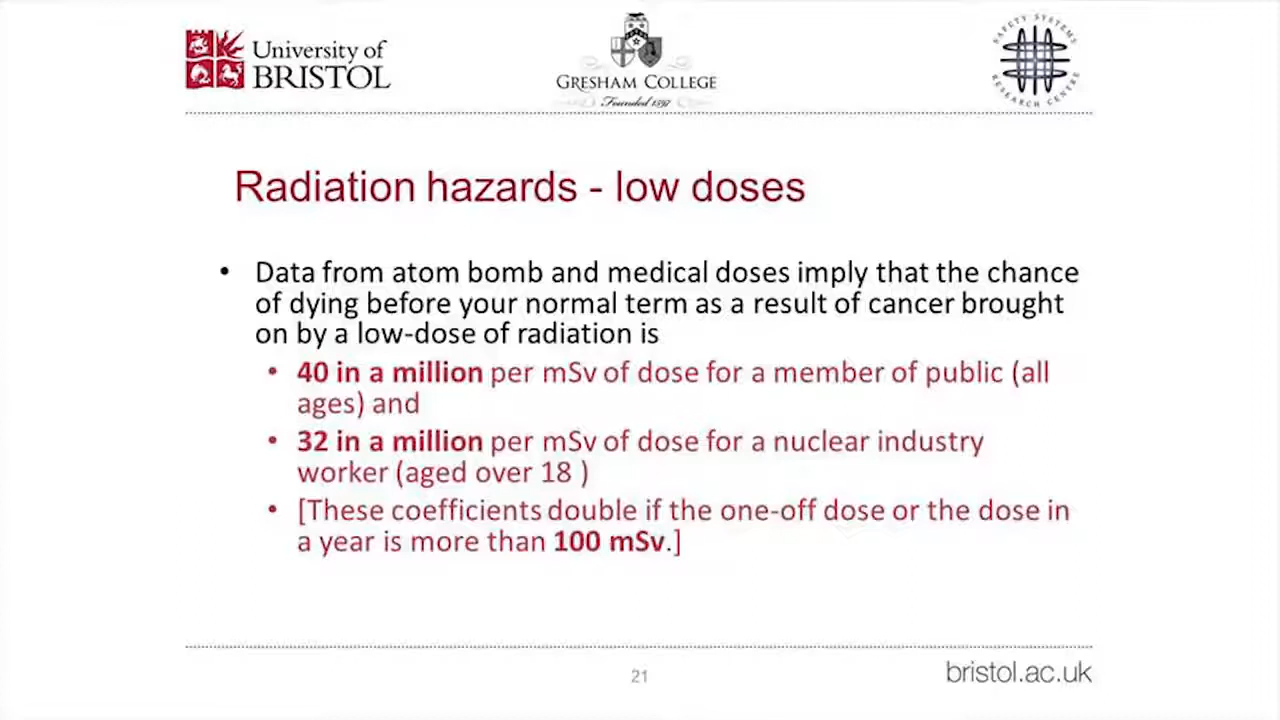 University of
BRISTOL
GRESHAM COLLEGE
Founded 1597
SAFETY SYSTEMS
RESEARCH CENTRE
Radiation hazards - low doses
• Data from atom bomb and medical doses imply that the chance
of dying before your normal term as a result of cancer brought
on by a low-dose of radiation is
• 40 in a million per mSv of dose for a member of public (all
ages) and
• 32 in a million per mSv of dose for a nuclear industry
worker (aged over 18 )
• [These coefficients double if the one-off dose or the dose in
a year is more than 100 mSv.]
21
bristol.ac.uk